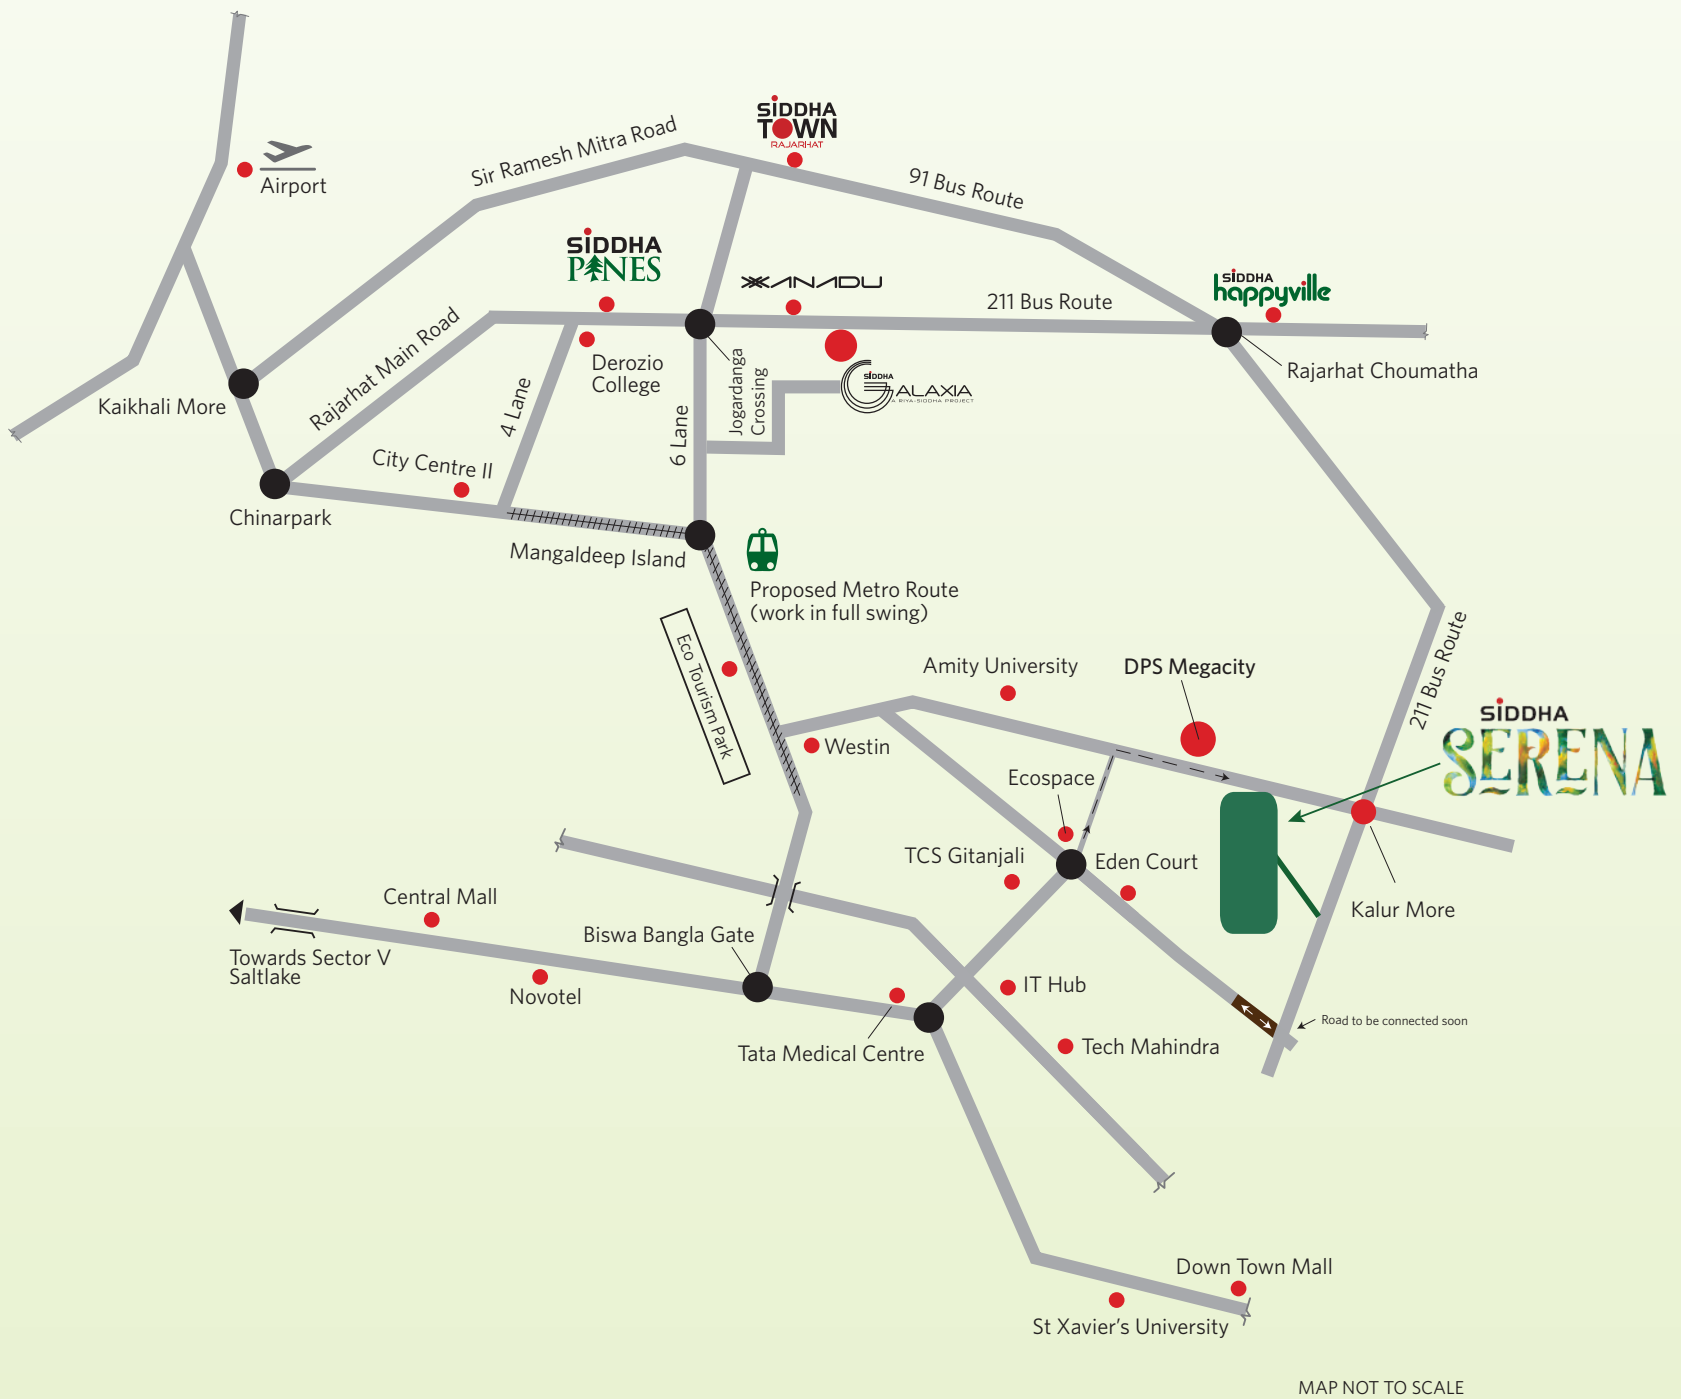 SIDDHA
TOWN
RAJARHAT
Sir Ramesh Mitra Road
Airport
91 Bus Route
SIDDHA
PINES
XANADU
SIDDHA
happyville
211 Bus Route
Rajarhat Main Road
Derozio
College
Jogardanga
Crossing
SIDDHA
GALAXIA
A RIYA-SIDDHA PROJECT
Rajarhat Choumatha
Kaikhali More
4 Lane
6 Lane
City Centre II
Chinarpark
Mangaldeep Island
Proposed Metro Route
(work in full swing)
Eco Tourism Park
211 Bus Route
Amity University
DPS Megacity
SIDDHA
SERENA
Westin
Ecospace
TCS Gitanjali
Eden Court
Central Mall
Kalur More
Biswa Bangla Gate
Towards Sector V
Saltlake
Novotel
IT Hub
Road to be connected soon
Tata Medical Centre
Tech Mahindra
Down Town Mall
St Xavier's University
MAP NOT TO SCALE